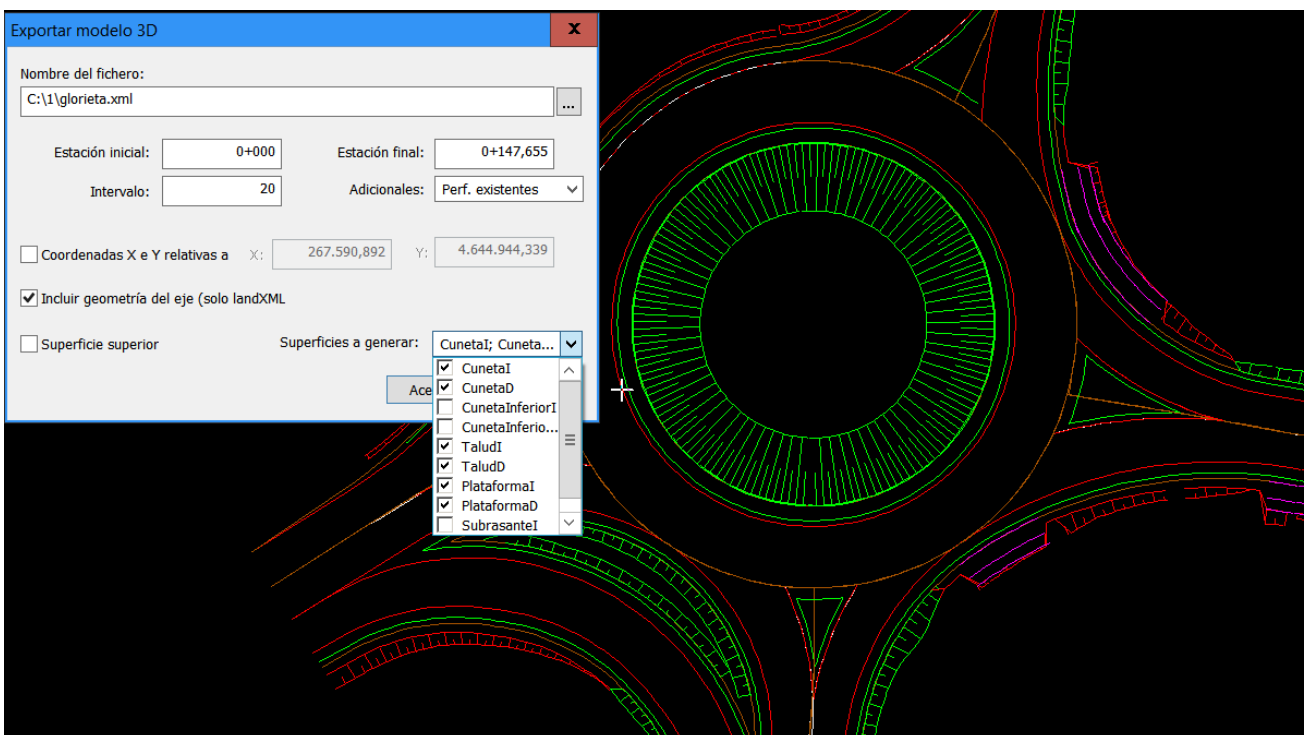 Exportar modelo 3D x
Nombre del fichero:
C:\1\glorieta.xml ...
Estación inicial: 0+000 Estación final: 0+147,655
Intervalo: 20 Adicionales: Perf. existentes
Coordenadas X e Y relativas a X: 267.590,892 Y: 4.644.944,339
Incluir geometría del eje (solo landXML
Superficie superior Superficies a generar: CunetaI; Cuneta...
Ace
CunetaI
CunetaD
CunetaInferiorI
CunetaInferio...
TaludI
TaludD
PlataformaI
PlataformaD
SubrasanteI